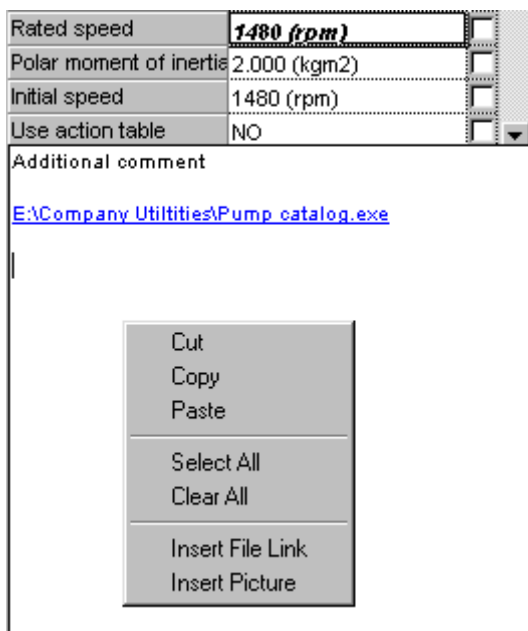 Rated speed 1480 (rpm)
Polar moment of inertia 2.000 (kgm2)
Initial speed 1480 (rpm)
Use action table NO
Additional comment
E:\Company Utiltities\Pump catalog.exe
Cut
Copy
Paste
Select All
Clear All
Insert File Link
Insert Picture